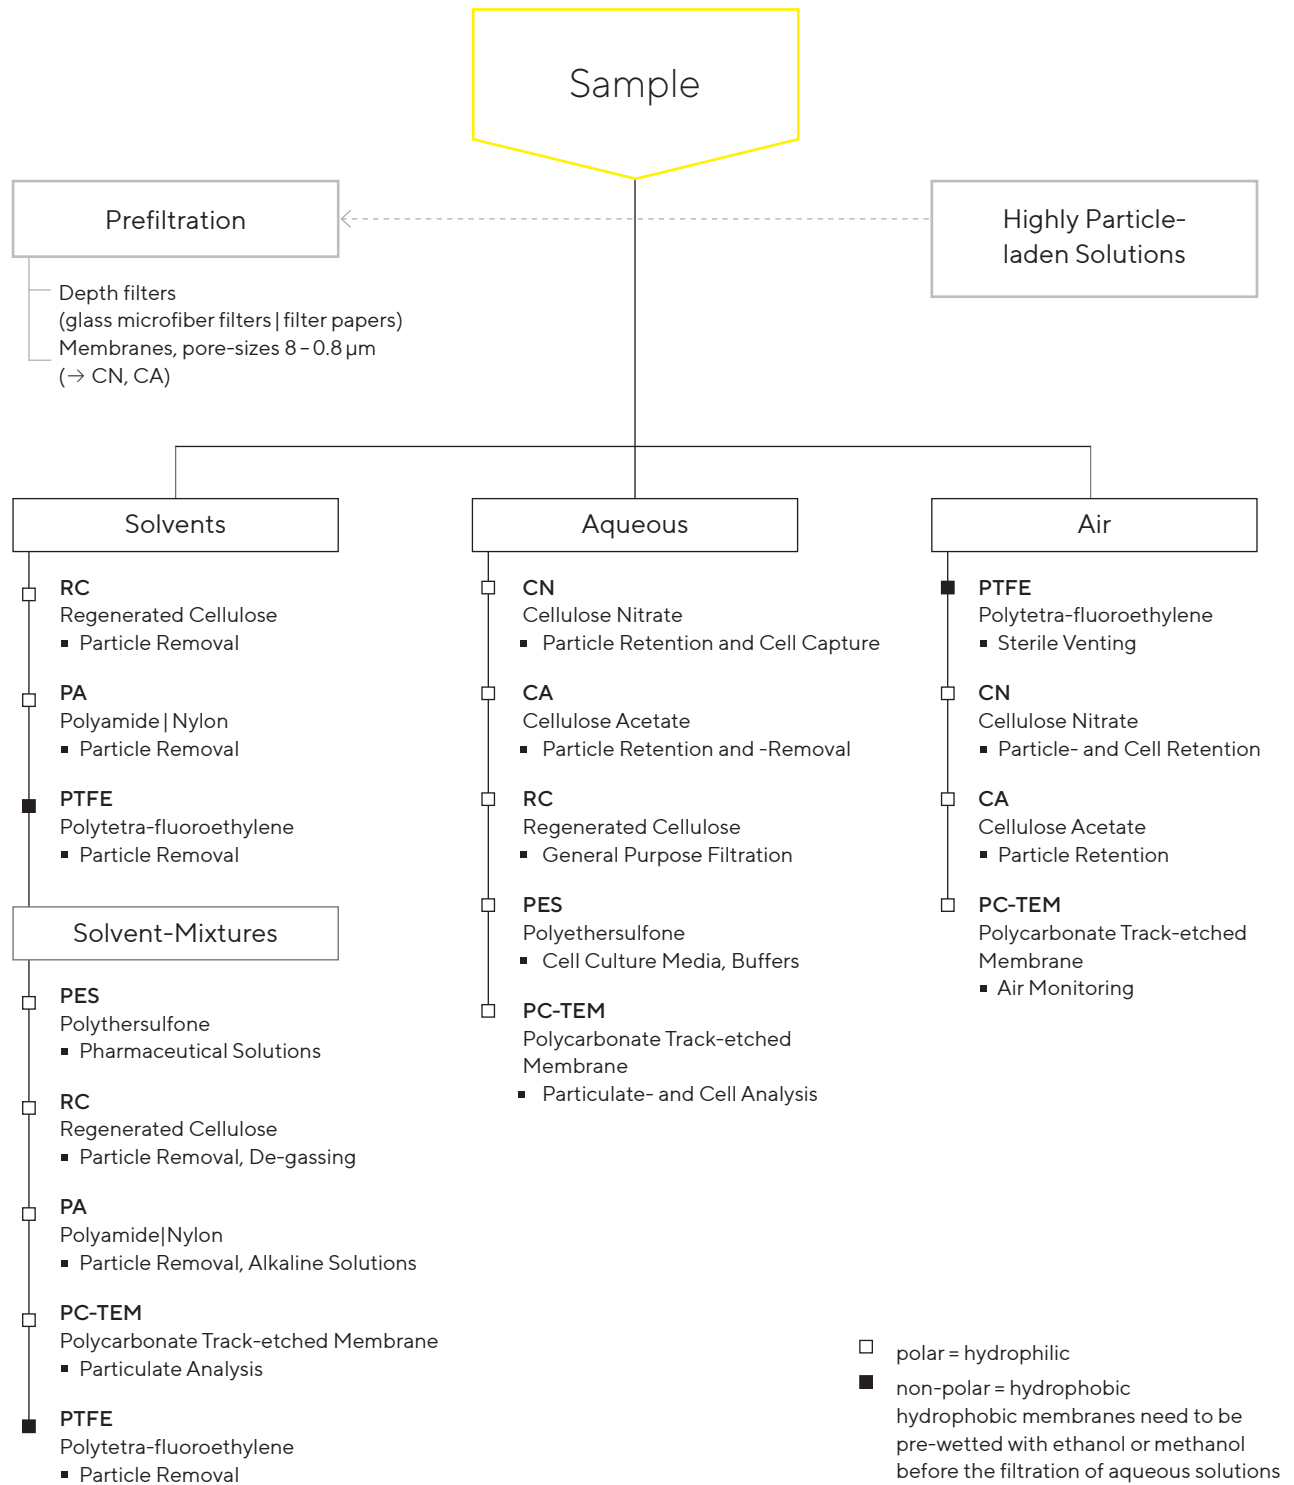 Sample
Prefiltration
Highly Particle-
laden Solutions
Depth filters
(glass microfiber filters | filter papers)
Membranes, pore-sizes 8 – 0.8 µm
(→ CN, CA)
Solvents
RC
Regenerated Cellulose
▪ Particle Removal
PA
Polyamide | Nylon
▪ Particle Removal
PTFE
Polytetra-fluoroethylene
▪ Particle Removal
Solvent-Mixtures
PES
Polythersulfone
▪ Pharmaceutical Solutions
RC
Regenerated Cellulose
▪ Particle Removal, De-gassing
PA
Polyamide|Nylon
▪ Particle Removal, Alkaline Solutions
PC-TEM
Polycarbonate Track-etched Membrane
▪ Particulate Analysis
PTFE
Polytetra-fluoroethylene
▪ Particle Removal
Aqueous
CN
Cellulose Nitrate
▪ Particle Retention and Cell Capture
CA
Cellulose Acetate
▪ Particle Retention and -Removal
RC
Regenerated Cellulose
▪ General Purpose Filtration
PES
Polyethersulfone
▪ Cell Culture Media, Buffers
PC-TEM
Polycarbonate Track-etched
Membrane
▪ Particulate- and Cell Analysis
Air
PTFE
Polytetra-fluoroethylene
▪ Sterile Venting
CN
Cellulose Nitrate
▪ Particle- and Cell Retention
CA
Cellulose Acetate
▪ Particle Retention
PC-TEM
Polycarbonate Track-etched
Membrane
▪ Air Monitoring
polar = hydrophilic
non-polar = hydrophobic
hydrophobic membranes need to be
pre-wetted with ethanol or methanol
before the filtration of aqueous solutions